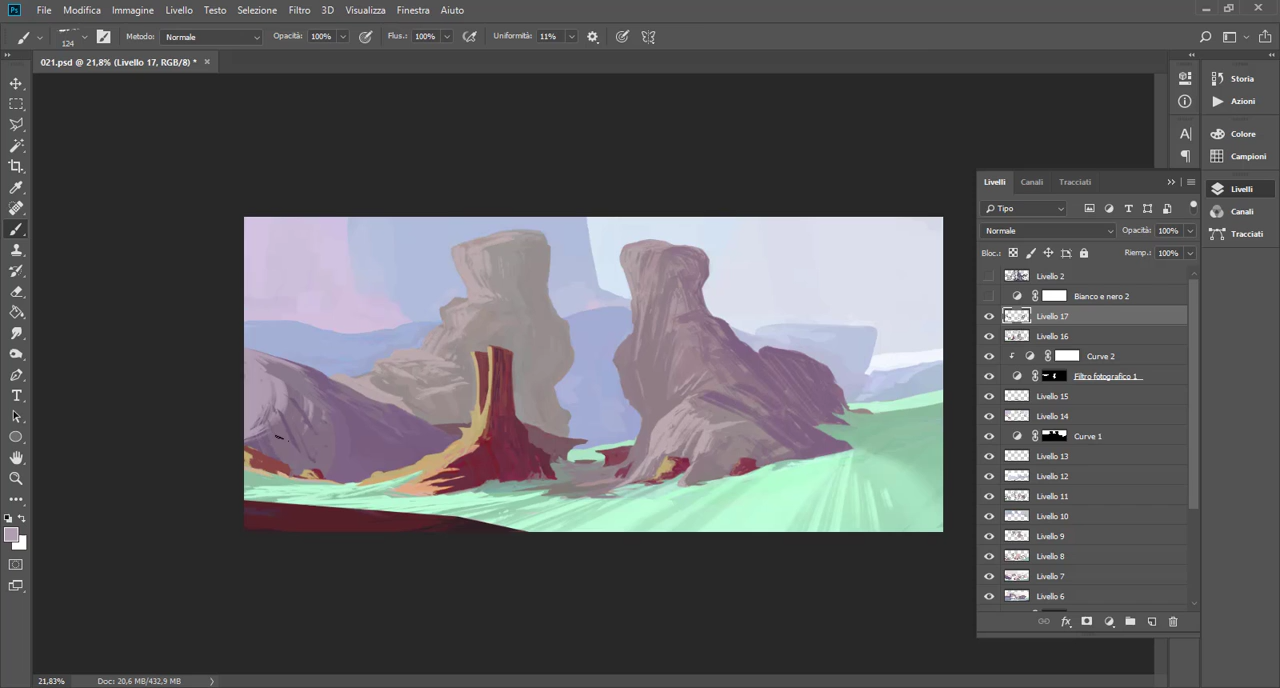 Ps File Modifica Immagine Livello Testo Selezione Filtro 3D Visualizza Finestra Aiuto
124 Metodo: Normale Opacità: 100% Flus.: 100% Uniformità: 11%
021.psd @ 21,8% (Livello 17, RGB/8) * ×
Storia
Azioni
Colore
Campioni
Livelli
Canali
Tracciati
Livelli Canali Tracciati
Tipo
Normale Opacità: 100%
Bloc.: Riemp.: 100%
Livello 2
Bianco e nero 2
Livello 17
Livello 16
Curve 2
Filtro fotografico 1
Livello 15
Livello 14
Curve 1
Livello 13
Livello 12
Livello 11
Livello 10
Livello 9
Livello 8
Livello 7
Livello 6
fx
21,83% Doc: 20,6 MB/432,9 MB